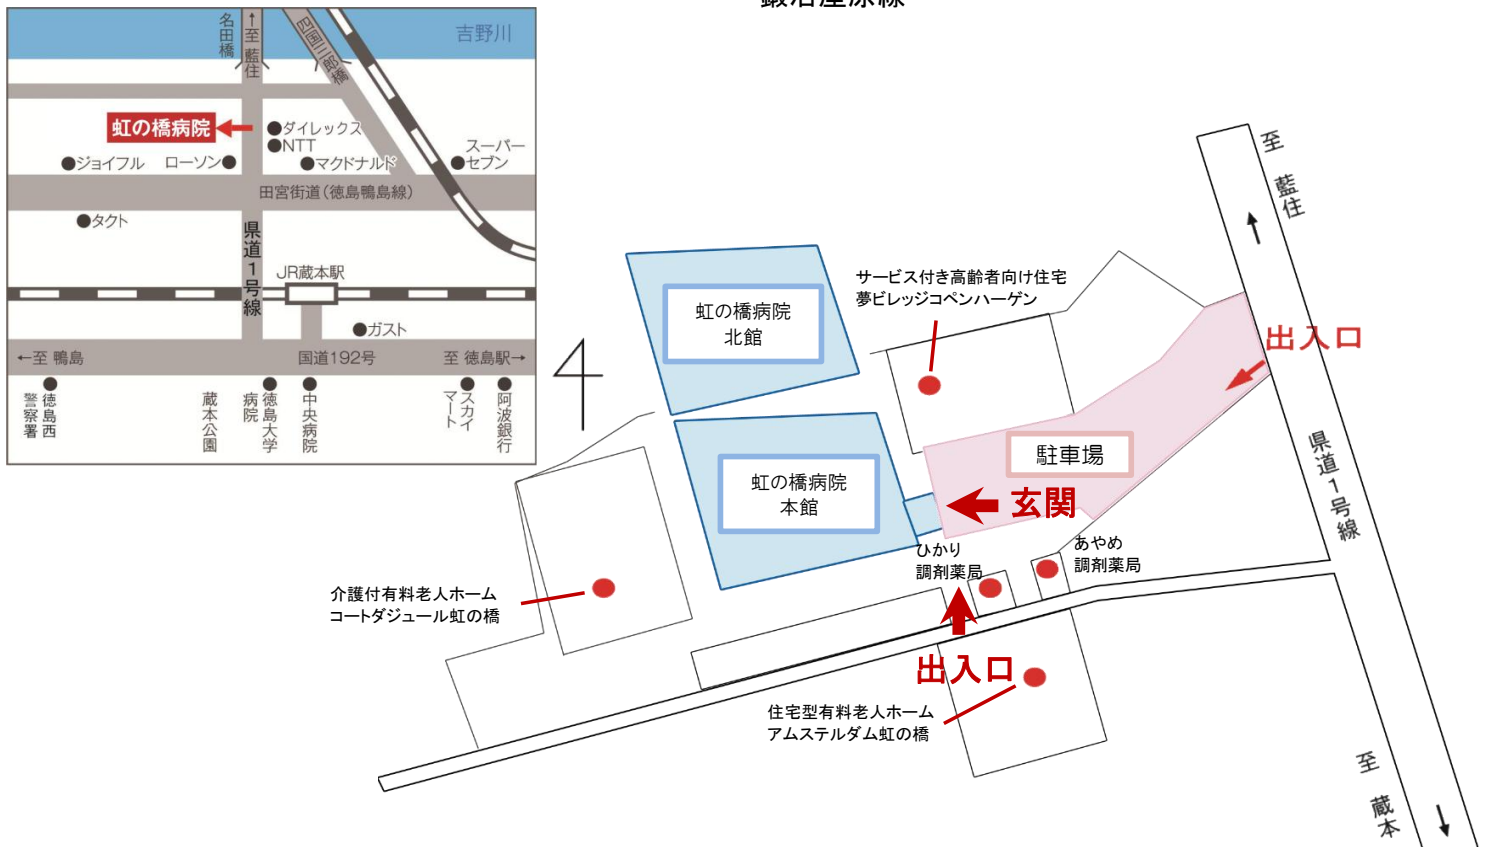 鍛冶屋原線
名田橋
↑至 藍住
四国三郎橋
吉野川
虹の橋病院
●ダイレックス
●NTT
●ジョイフル
ローソン●
●マクドナルド
スーパー
●セブン
田宮街道(徳島鴨島線)
●タクト
県道1号線
JR蔵本駅
●ガスト
←至 鴨島
国道192号
至 徳島駅→
徳島西
警察署
蔵本公園
徳島大学
病院
中央病院
スカイ
マート
阿波銀行
虹の橋病院
北館
サービス付き高齢者向け住宅
夢ビレッジコペンハーゲン
至 藍住
出入口
駐車場
県道1号線
虹の橋病院
本館
玄関
ひかり
調剤薬局
あやめ
調剤薬局
介護付有料老人ホーム
コートダジュール虹の橋
出入口
住宅型有料老人ホーム
アムステルダム虹の橋
至 蔵本